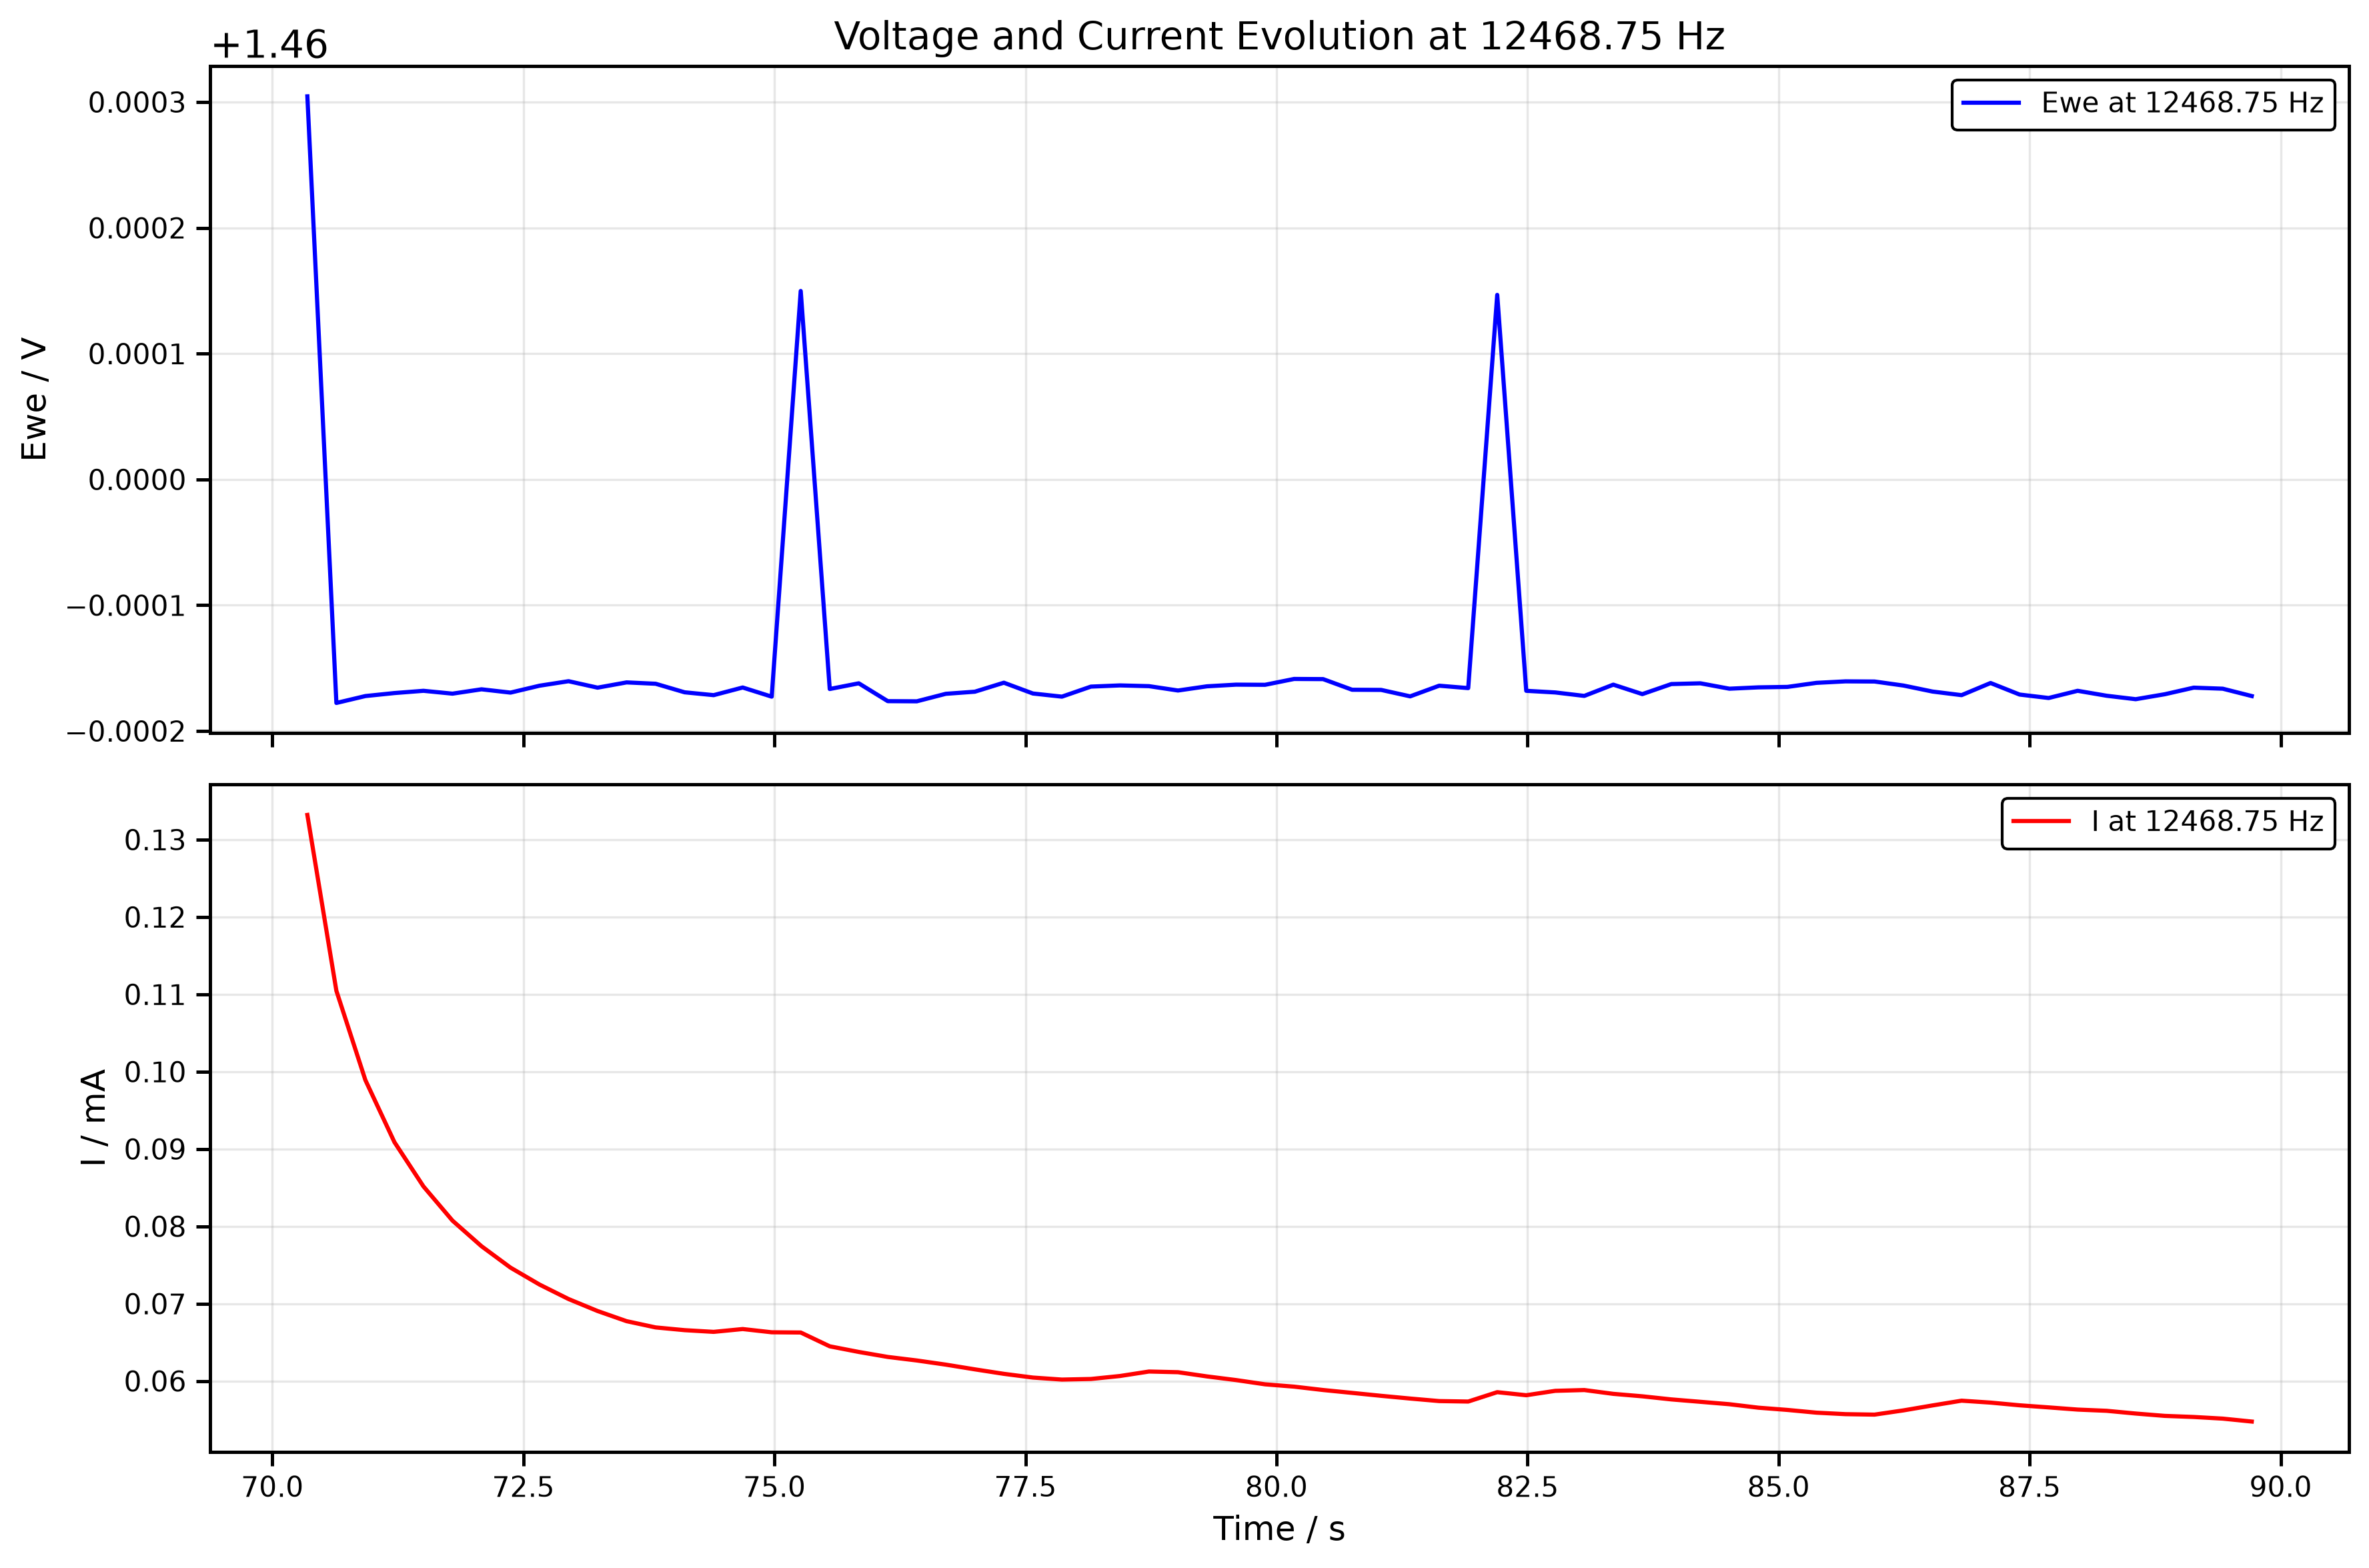 Voltage and Current Evolution at 12468.75 Hz
+1.46
Ewe / V
0.0003
0.0002
0.0001
0.0000
−0.0001
−0.0002
Ewe at 12468.75 Hz
I / mA
0.13
0.12
0.11
0.10
0.09
0.08
0.07
0.06
I at 12468.75 Hz
70.0 72.5 75.0 77.5 80.0 82.5 85.0 87.5 90.0
Time / s